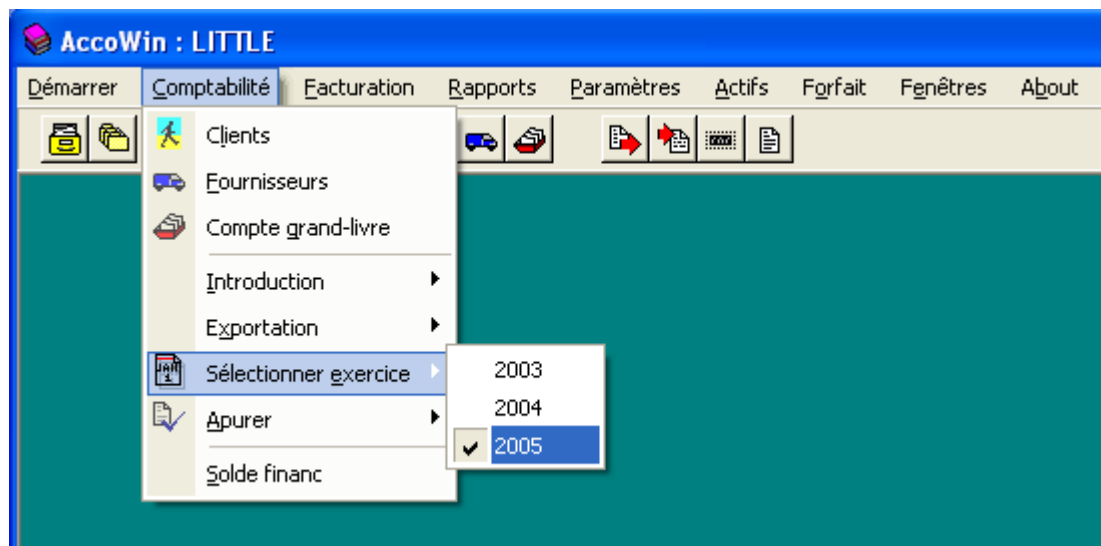 AccoWin : LITTLE
Démarrer Comptabilité Facturation Rapports Paramètres Actifs Forfait Fenêtres About
Clients
Fournisseurs
Compte grand-livre
Introduction
Exportation
Sélectionner exercice
2003
2004
2005
Apurer
Solde financ